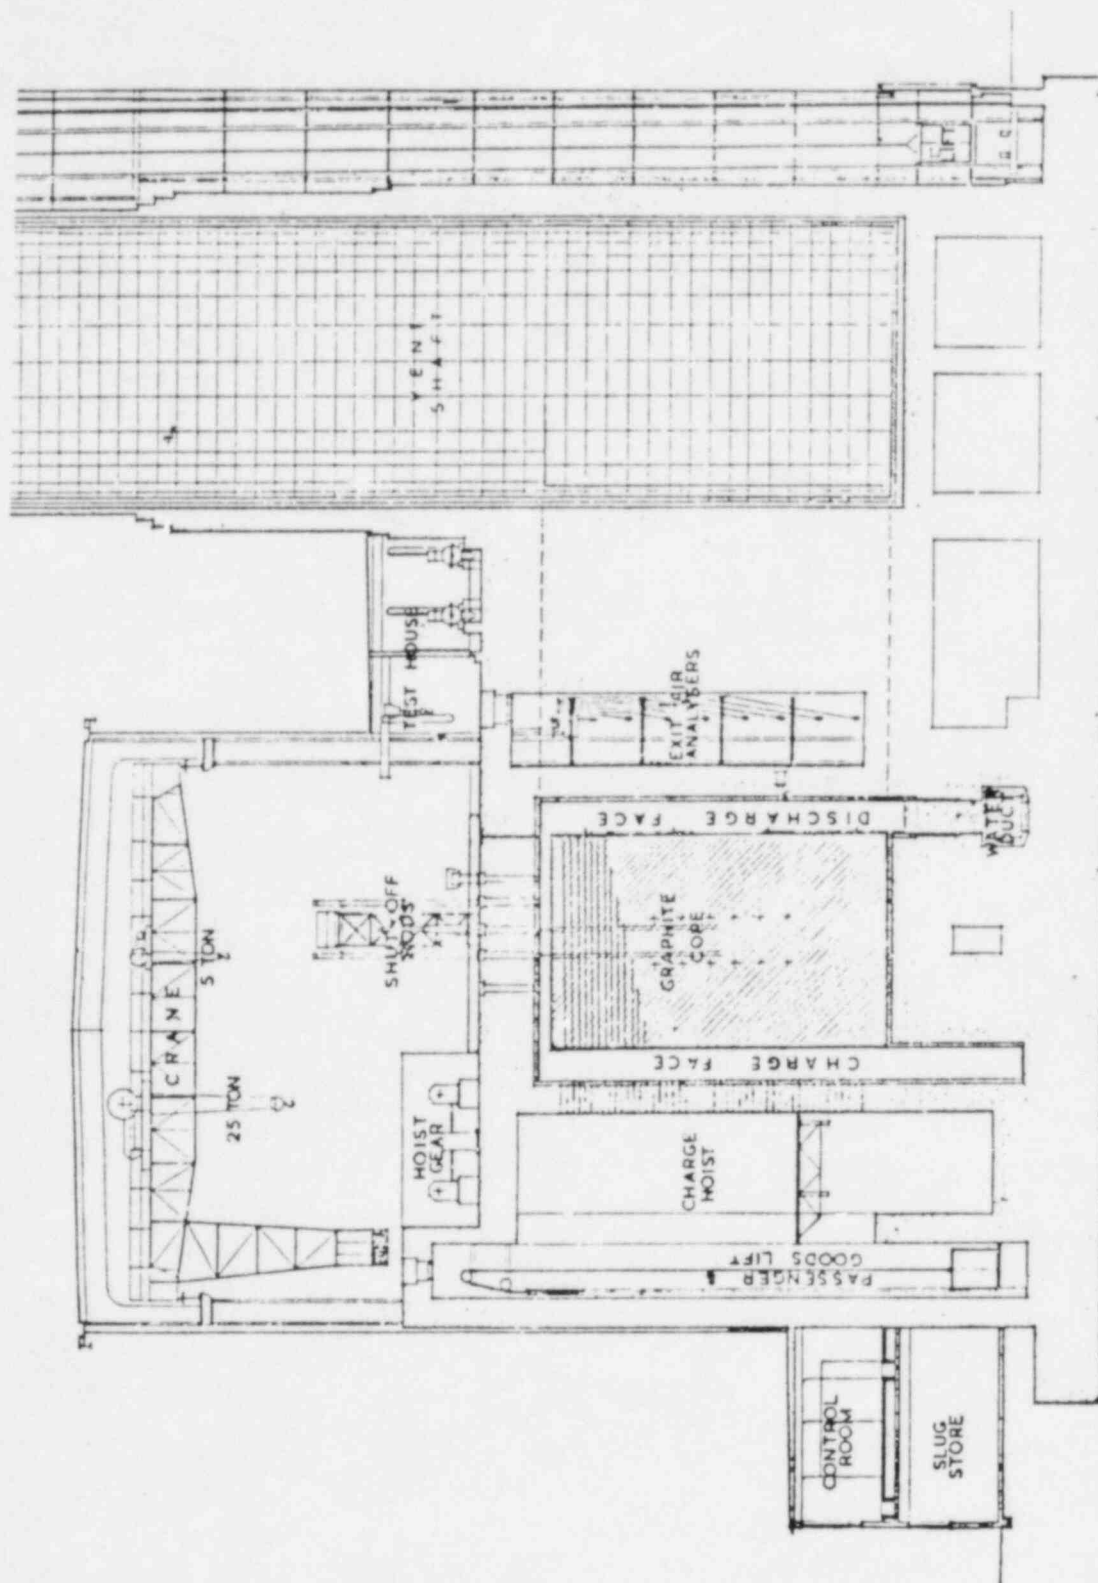 LIFT
VENT
SHAFT
TEST HOUSE
EXIT AIR
ANALYSERS
DISCHARGE FACE
WATER
DUCT
5 TON
CRANE
25 TON
SHUT-OFF
RODS
GRAPHITE
CORE
CHARGE FACE
HOIST
GEAR
CHARGE
HOIST
PASSENGER
GOODS LIFT
CONTROL
ROOM
SLUG
STORE